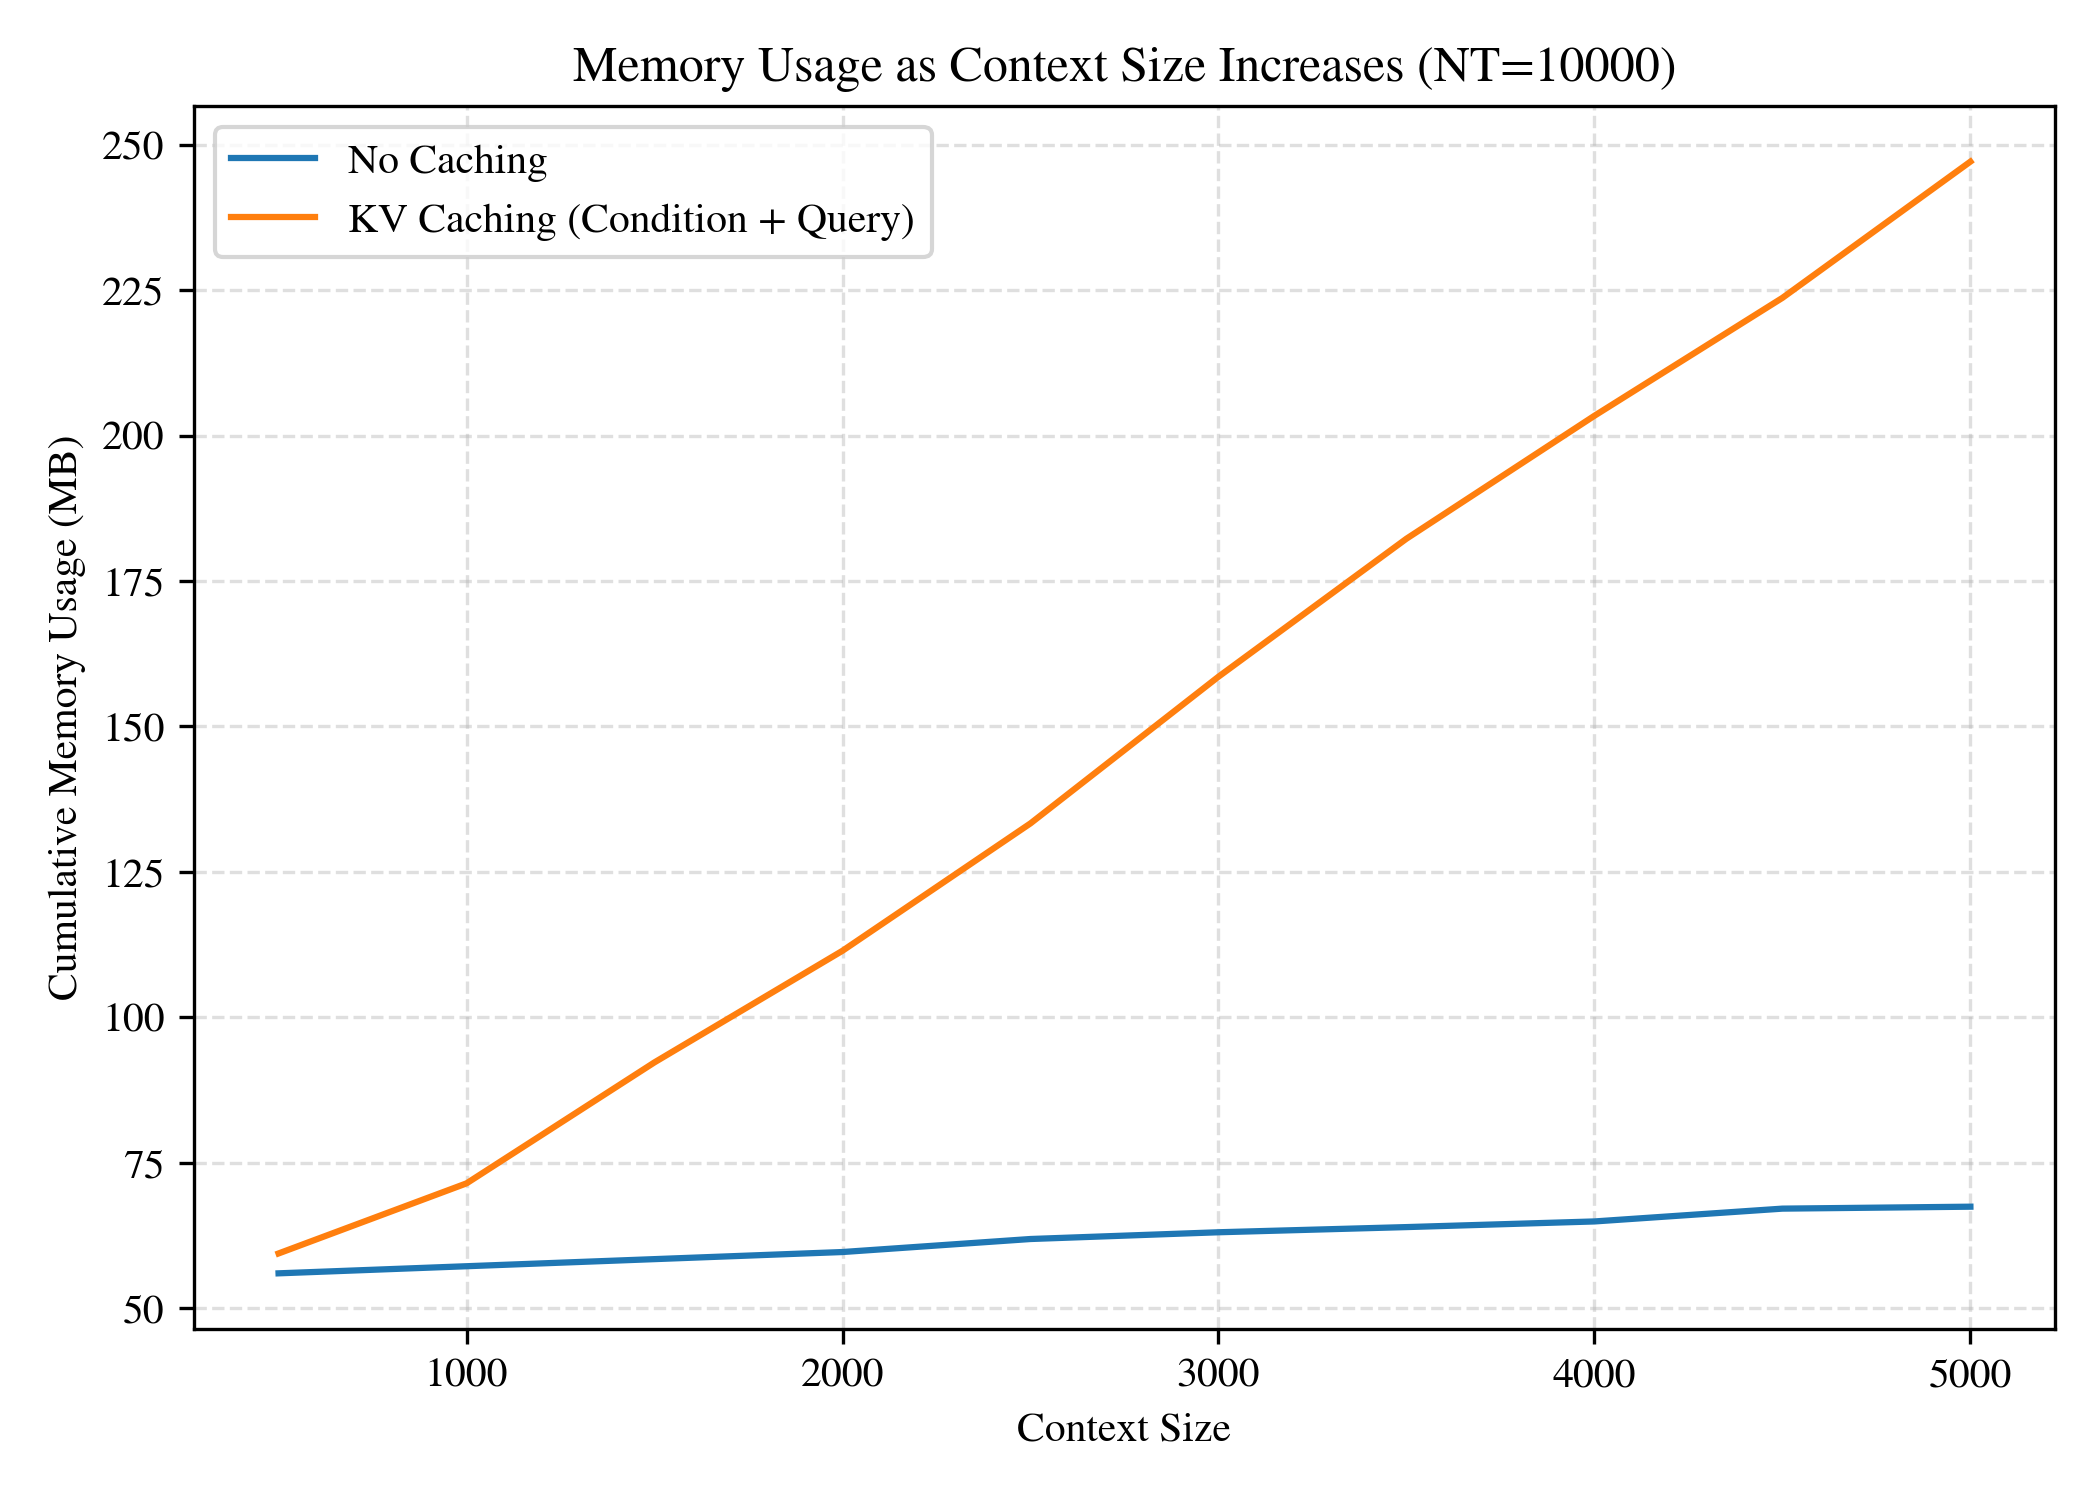 Memory Usage as Context Size Increases (NT=10000)
No Caching
KV Caching (Condition + Query)
Cumulative Memory Usage (MB)
250
225
200
175
150
125
100
75
50
1000
2000
3000
4000
5000
Context Size